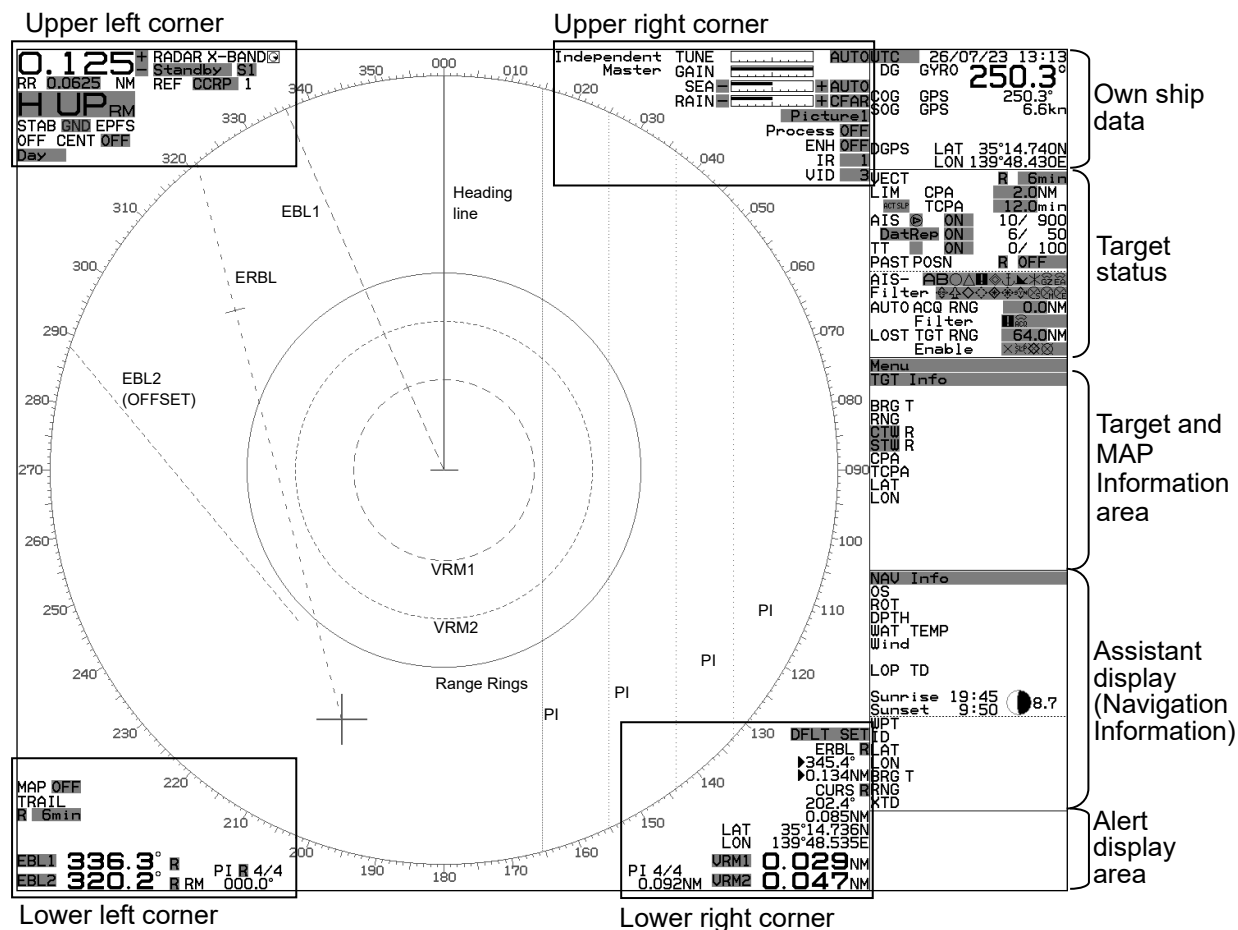 Upper left corner
Upper right corner
0.125 + - RADAR X-BAND
Standby S1
RR 0.0625 NM REF CCRP 1
H UP RM
STAB GND EPFS
OFF CENT OFF
Day
Independent TUNE AUTO
Master GAIN
SEA - + AUTO
RAIN - + CFAR
Picture1
Process OFF
ENH OFF
IR 1
VID 3
UTC 26/07/23 13:13
DG GYRO 250.3°
COG GPS 250.3°
SOG GPS 6.6kn
DGPS LAT 35°14.740N
LON 139°48.430E
Own ship
data
VECT R 6min
LIM CPA 2.0NM
ACT SLP TCPA 12.0min
AIS ON 10/ 900
DatRep ON 6/ 50
TT ON 0/ 100
PAST POSN R OFF
AIS- AB
Filter
AUTO ACQ RNG 0.0NM
Filter
LOST TGT RNG 64.0NM
Enable
Target
status
Menu
TGT Info
BRG T
RNG
CTW R
STW R
CPA
TCPA
LAT
LON
Target and
MAP
Information
area
NAV Info
OS
ROT
DPTH
WAT TEMP
Wind
LOP TD
Sunrise 19:45
Sunset 9:50 8.7
WPT
ID
LAT
LON
BRG T
RNG
XTD
Assistant
display
(Navigation
Information)
Alert
display
area
000
010
020
030
040
050
060
070
080
090
100
110
120
130
140
150
160
180
190
200
210
220
230
240
250
260
270
280
290
300
310
320
330
340
350
Heading
line
EBL1
ERBL
EBL2
(OFFSET)
VRM1
VRM2
Range Rings
PI
PI
PI
PI
MAP OFF
TRAIL
R 6min
EBL1 336.3° R
EBL2 320.2° R RM
PI R 4/4
000.0°
DFLT SET
ERBL R
345.4°
0.134NM
CURS R
202.4°
0.085NM
LAT 35°14.736N
LON 139°48.535E
PI 4/4 VRM1 0.029NM
0.092NM VRM2 0.047NM
Lower left corner
Lower right corner